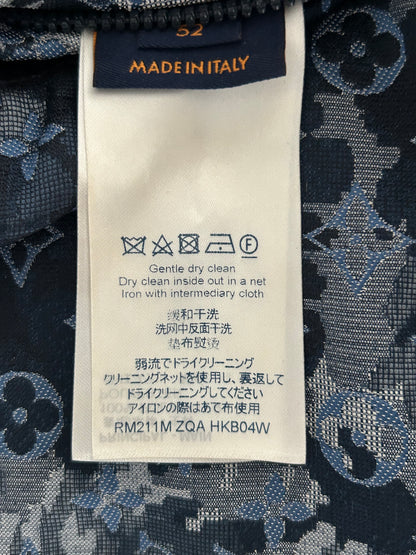 52
MADE IN ITALY
Gentle dry clean
Dry clean inside out in a net
Iron with intermediary cloth
缓和干洗
洗网中反面干洗
垫布熨烫
弱流でドライクリーニング
クリーニングネットを使用し、裏返して
ドライクリーニングしてください
アイロンの際はあて布使用
RM211M ZQA HKB04W
PRINCIPAL - MAIN